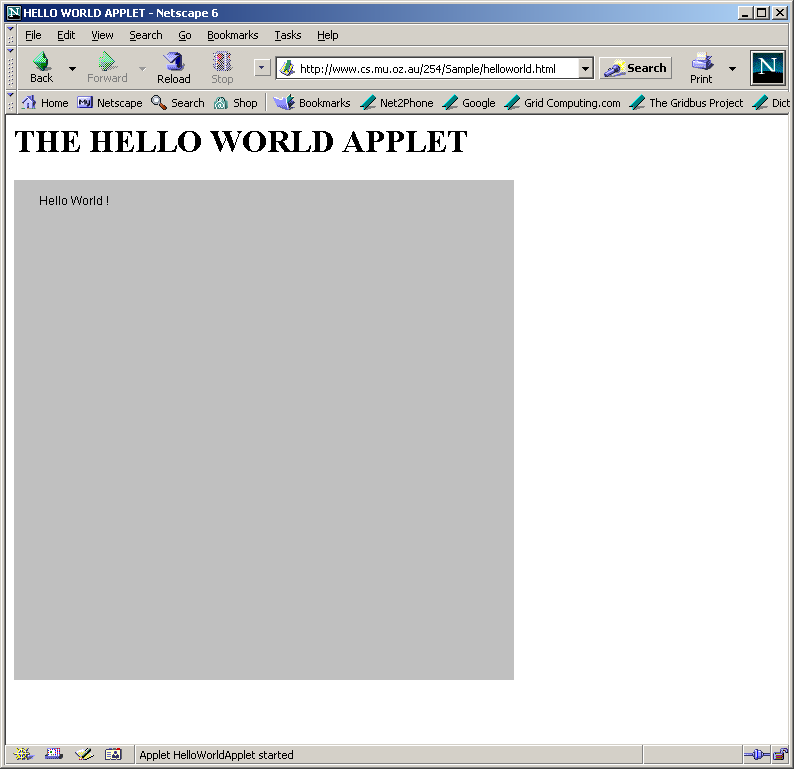 HELLO WORLD APPLET - Netscape 6
File Edit View Search Go Bookmarks Tasks Help
Back Forward Reload Stop http://www.cs.mu.oz.au/254/Sample/helloworld.html Search Print N
Home Netscape Search Shop Bookmarks Net2Phone Google Grid Computing.com The Gridbus Project Dict
THE HELLO WORLD APPLET
Hello World !
Applet HelloWorldApplet started